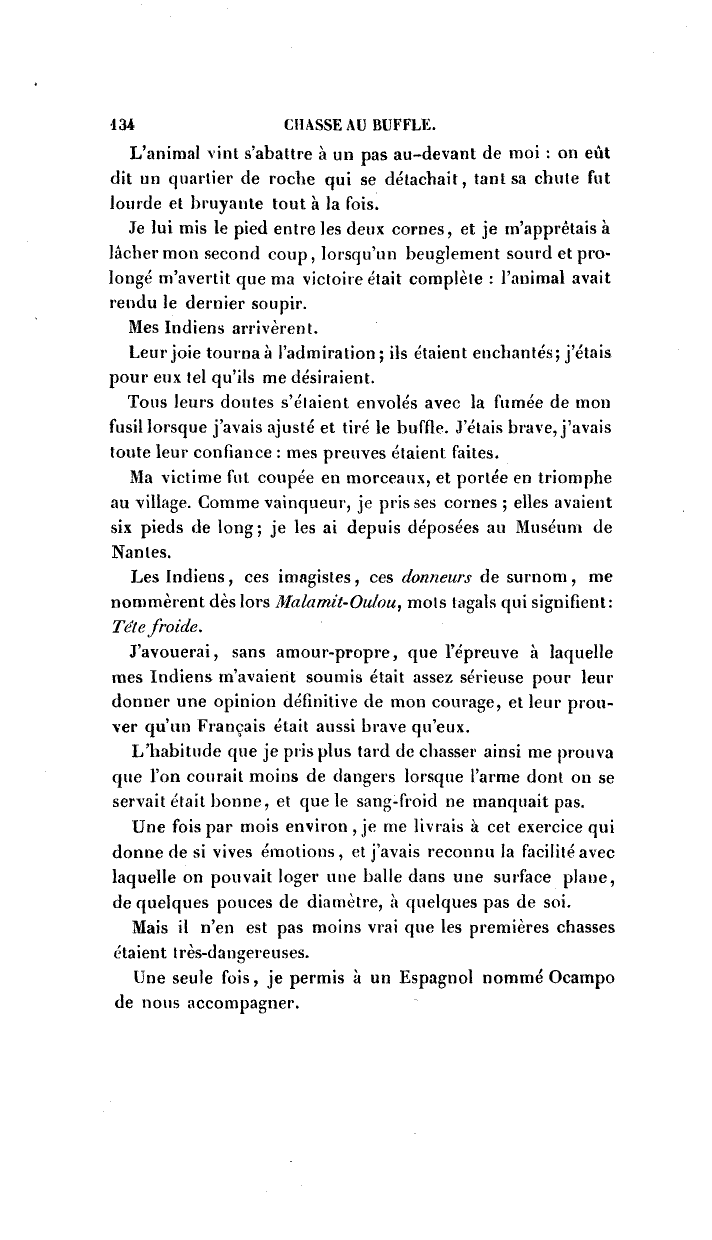 134 CHASSE AU BUFFLE.
L'animal vint s'abattre à un pas au-devant de moi : on eût
dit un quartier de roche qui se détachait, tant sa chute fut
lourde et bruyante tout à la fois.
Je lui mis le pied entre les deux cornes, et je m'apprêtais à
lâcher mon second coup, lorsqu'un beuglement sourd et pro-
longé m'avertit que ma victoire était complète : l'animal avait
rendu le dernier soupir.
Mes Indiens arrivèrent.
Leur joie tourna à l'admiration; ils étaient enchantés; j'étais
pour eux tel qu'ils me désiraient.
Tous leurs doutes s'étaient envolés avec la fumée de mon
fusil lorsque j'avais ajusté et tiré le buffle. J'étais brave, j'avais
toute leur confiance : mes preuves étaient faites.
Ma victime fut coupée en morceaux, et portée en triomphe
au village. Comme vainqueur, je pris ses cornes ; elles avaient
six pieds de long; je les ai depuis déposées au Muséum de
Nantes.
Les Indiens, ces imagistes, ces donneurs de surnom, me
nommèrent dès lors Malamit-Oulou, mots tagals qui signifient:
Tête froide.
J'avouerai, sans amour-propre, que l'épreuve à laquelle
mes Indiens m'avaient soumis était assez sérieuse pour leur
donner une opinion définitive de mon courage, et leur prou-
ver qu'un Français était aussi brave qu'eux.
L'habitude que je pris plus tard de chasser ainsi me prouva
que l'on courait moins de dangers lorsque l'arme dont on se
servait était bonne, et que le sang-froid ne manquait pas.
Une fois par mois environ, je me livrais à cet exercice qui
donne de si vives émotions, et j'avais reconnu la facilité avec
laquelle on pouvait loger une balle dans une surface plane,
de quelques pouces de diamètre, à quelques pas de soi.
Mais il n'en est pas moins vrai que les premières chasses
étaient très-dangereuses.
Une seule fois, je permis à un Espagnol nommé Ocampo
de nous accompagner.